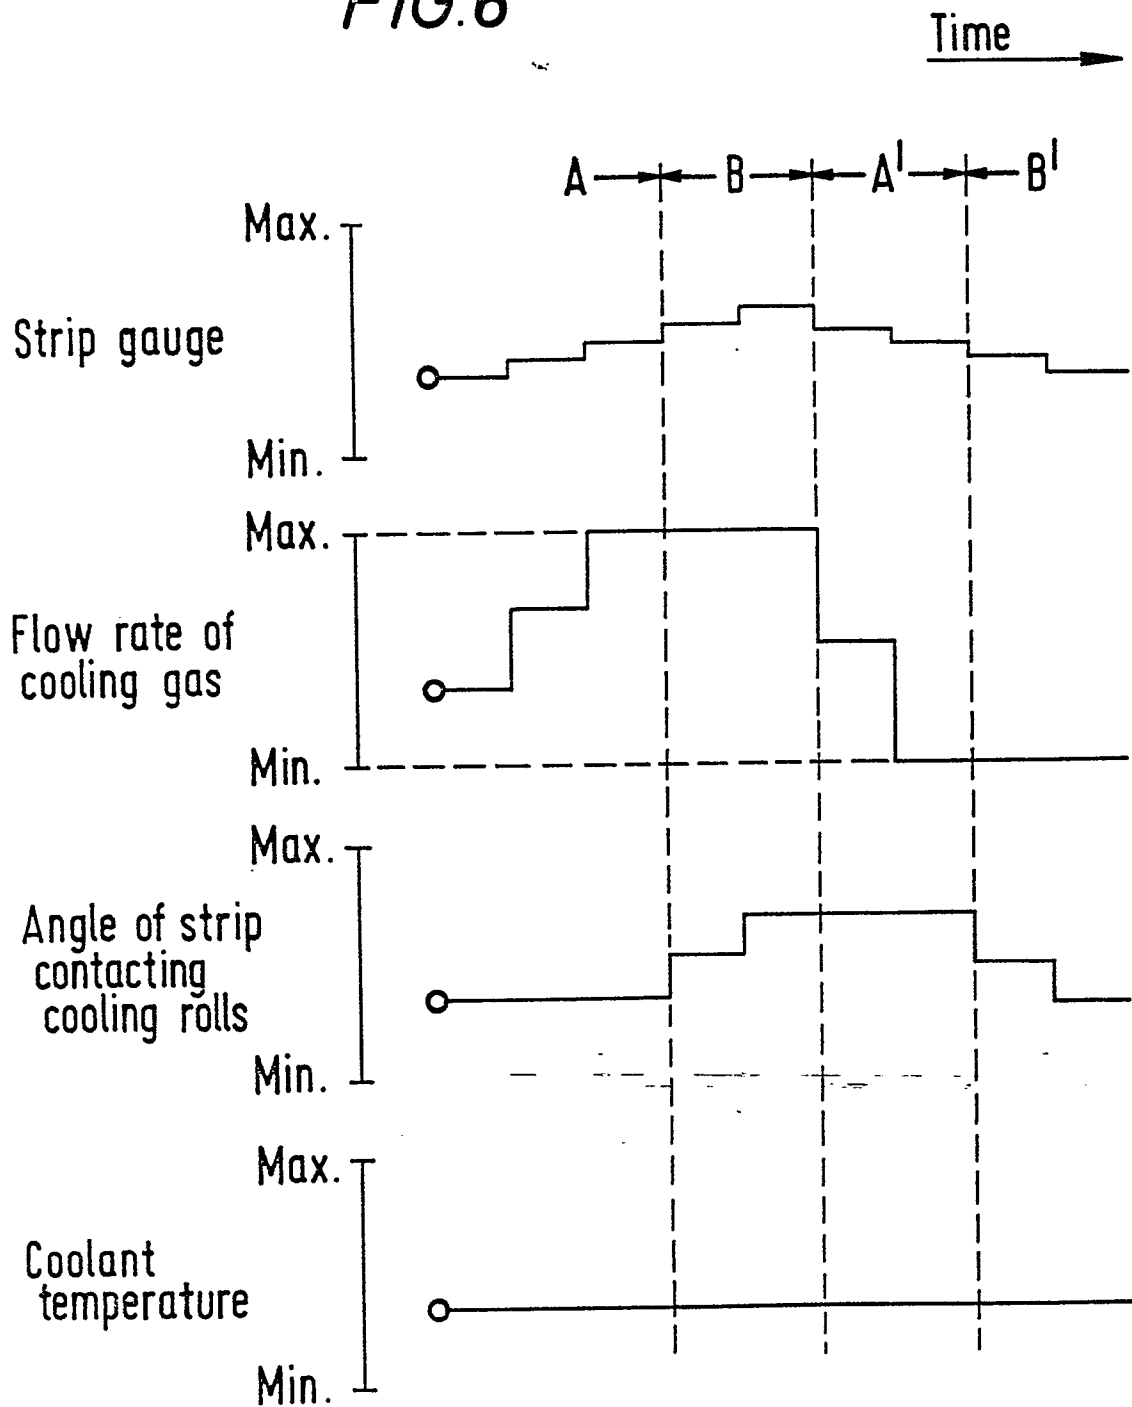 FIG.6
Time
A B A' B'
Max.
Strip gauge
Min.
Max.
Flow rate of
cooling gas
Min.
Max.
Angle of strip
contacting
cooling rolls
Min.
Max.
Coolant
temperature
Min.